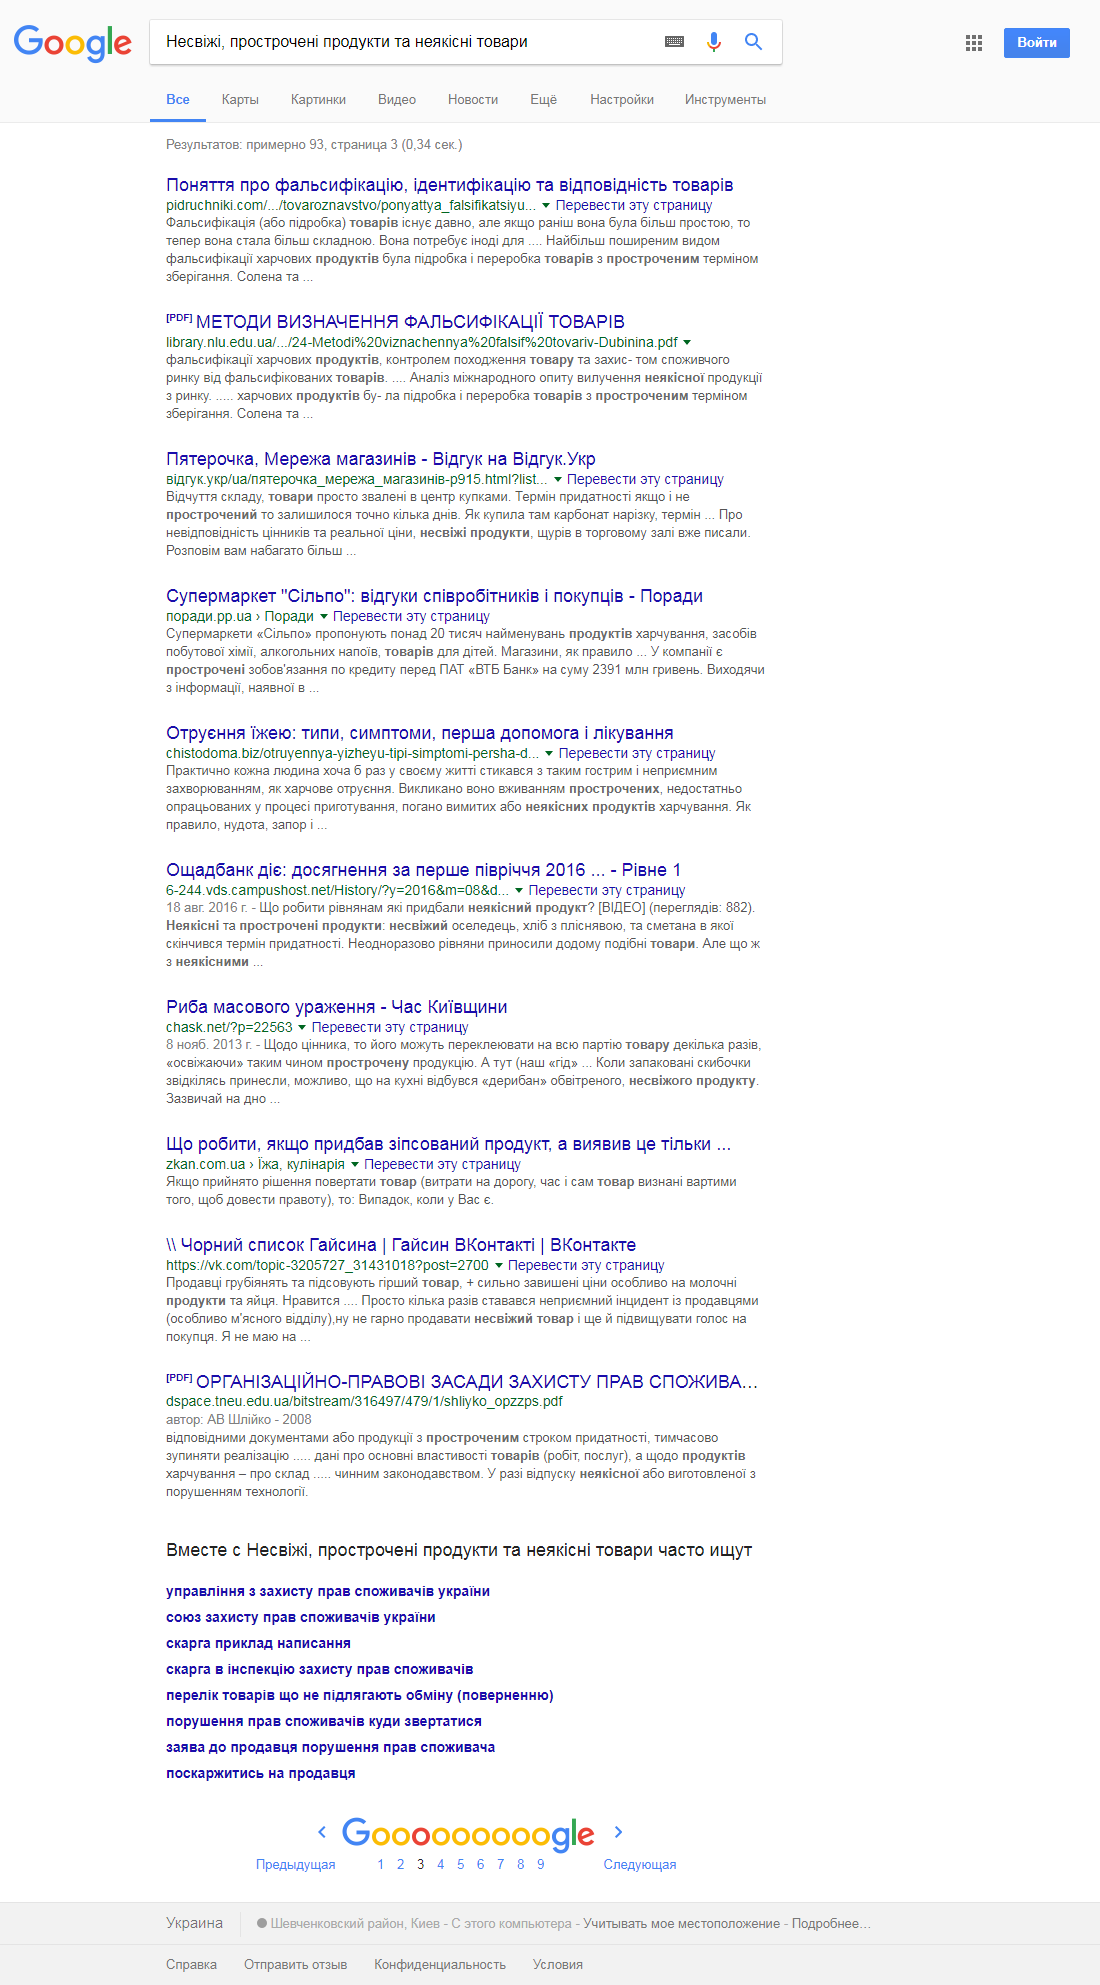 Google
Несвіжі, прострочені продукти та неякісні товари
Войти
Все Карты Картинки Видео Новости Ещё Настройки Инструменты
Результатов: примерно 93, страница 3 (0,34 сек.)
Поняття про фальсифікацію, ідентифікацію та відповідність товарів
pidruchniki.com/.../tovaroznavstvo/ponyattya_falsifikatsiyu... Перевести эту страницу
Фальсифікація (або підробка) товарів існує давно, але якщо раніш вона була більш простою, то
тепер вона стала більш складною. Вона потребує іноді для .... Найбільш поширеним видом
фальсифікації харчових продуктів була підробка і переробка товарів з простроченим терміном
зберігання. Солена та ...
[PDF] МЕТОДИ ВИЗНАЧЕННЯ ФАЛЬСИФІКАЦІЇ ТОВАРІВ
library.nlu.edu.ua/.../24-Metodi%20viznachennya%20falsif%20tovariv-Dubinina.pdf
фальсифікації харчових продуктів, контролем походження товару та захис- том споживчого
ринку від фальсифікованих товарів. .... Аналіз міжнародного опиту вилучення неякісної продукції
з ринку. ..... харчових продуктів бу- ла підробка і переробка товарів з простроченим терміном
зберігання. Солена та ...
Пятерочка, Мережа магазинів - Відгук на Відгук.Укр
відгук.укр/ua/пятерочка_мережа_магазинів-p915.html?list... Перевести эту страницу
Відчуття складу, товари просто звалені в центр купками. Термін придатності якщо і не
прострочений то залишилося точно кілька днів. Як купила там карбонат нарізку, термін ... Про
невідповідність цінників та реальної ціни, несвіжі продукти, щурів в торговому залі вже писали.
Розповім вам набагато більш ...
Супермаркет "Сільпо": відгуки співробітників і покупців - Поради
поради.pp.ua › Поради Перевести эту страницу
Супермаркети «Сільпо» пропонують понад 20 тисяч найменувань продуктів харчування, засобів
побутової хімії, алкогольних напоїв, товарів для дітей. Магазини, як правило ... У компанії є
прострочені зобов'язання по кредиту перед ПАТ «ВТБ Банк» на суму 2391 млн гривень. Виходячи
з інформації, наявної в ...
Отруєння їжею: типи, симптоми, перша допомога і лікування
chistodoma.biz/otruyennya-yizheyu-tipi-simptomi-persha-d... Перевести эту страницу
Практично кожна людина хоча б раз у своєму житті стикався з таким гострим і неприємним
захворюванням, як харчове отруєння. Викликано воно вживанням прострочених, недостатньо
опрацьованих у процесі приготування, погано вимитих або неякісних продуктів харчування. Як
правило, нудота, запор і ...
Ощадбанк діє: досягнення за перше півріччя 2016 ... - Рівне 1
6-244.vds.campushost.net/History/?y=2016&m=08&d... Перевести эту страницу
18 авг. 2016 г. - Що робити рівнянам які придбали неякісний продукт? [ВІДЕО] (переглядів: 882).
Неякісні та прострочені продукти: несвіжий оселедець, хліб з пліснявою, та сметана в якої
скінчився термін придатності. Неодноразово рівняни приносили додому подібні товари. Але що ж
з неякісними ...
Риба масового ураження - Час Київщини
chask.net/?p=22563 Перевести эту страницу
8 нояб. 2013 г. - Щодо цінника, то його можуть переклеювати на всю партію товару декілька разів,
«освіжаючи» таким чином прострочену продукцію. А тут (наш «гід» ... Коли запаковані скибочки
звідкілясь принесли, можливо, що на кухні відбувся «дерибан» обвітреного, несвіжого продукту.
Зазвичай на дно ...
Що робити, якщо придбав зіпсований продукт, а виявив це тільки ...
zkan.com.ua › Їжа, кулінарія Перевести эту страницу
Якщо прийнято рішення повертати товар (витрати на дорогу, час і сам товар визнані вартими
того, щоб довести правоту), то: Випадок, коли у Вас є.
\\ Чорний список Гайсина | Гайсин ВКонтакті | ВКонтакте
https://vk.com/topic-3205727_31431018?post=2700 Перевести эту страницу
Продавці грубіянять та підсовують гірший товар, + сильно завишені ціни особливо на молочні
продукти та яйця. Нравится .... Просто кілька разів ставався неприємний інцидент із продавцями
(особливо м'ясного відділу),ну не гарно продавати несвіжий товар і ще й підвищувати голос на
покупця. Я не маю на ...
[PDF] ОРГАНІЗАЦІЙНО-ПРАВОВІ ЗАСАДИ ЗАХИСТУ ПРАВ СПОЖИВА...
dspace.tneu.edu.ua/bitstream/316497/479/1/shliyko_opzzps.pdf
автор: АВ Шлійко - 2008
відповідними документами або продукції з простроченим строком придатності, тимчасово
зупиняти реалізацію ..... дані про основні властивості товарів (робіт, послуг), а щодо продуктів
харчування – про склад ..... чинним законодавством. У разі відпуску неякісної або виготовленої з
порушенням технології.
Вместе с Несвіжі, прострочені продукти та неякісні товари часто ищут
управління з захисту прав споживачів україни
союз захисту прав споживачів україни
скарга приклад написання
скарга в інспекцію захисту прав споживачів
перелік товарів що не підлягають обміну (поверненню)
порушення прав споживачів куди звертатися
заява до продавця порушення прав споживача
поскаржитись на продавця
Goooooooooogle
Предыдущая 1 2 3 4 5 6 7 8 9 Следующая
Украина Шевченковский район, Киев - С этого компьютера - Учитывать мое местоположение - Подробнее…
Справка Отправить отзыв Конфиденциальность Условия